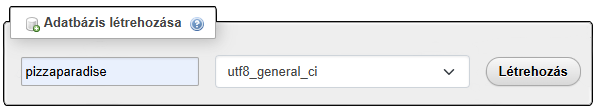 Adatbázis létrehozása
pizzaparadise utf8_general_ci Létrehozás